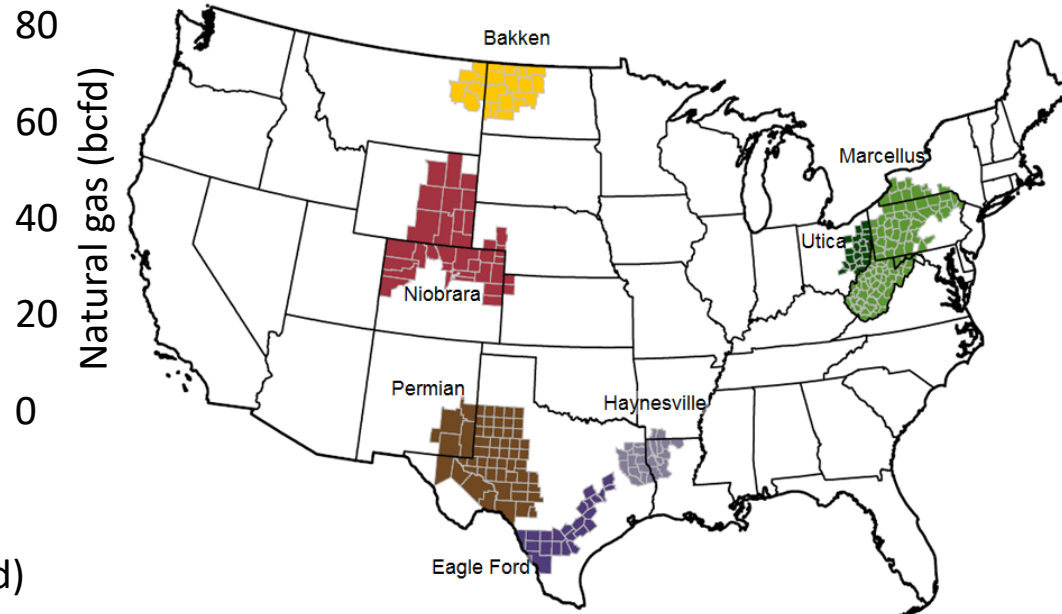 80
60
40
20
0
Natural gas (bcfd)
Bakken
Marcellus
Utica
Niobrara
Permian
Haynesville
Eagle Ford
d)